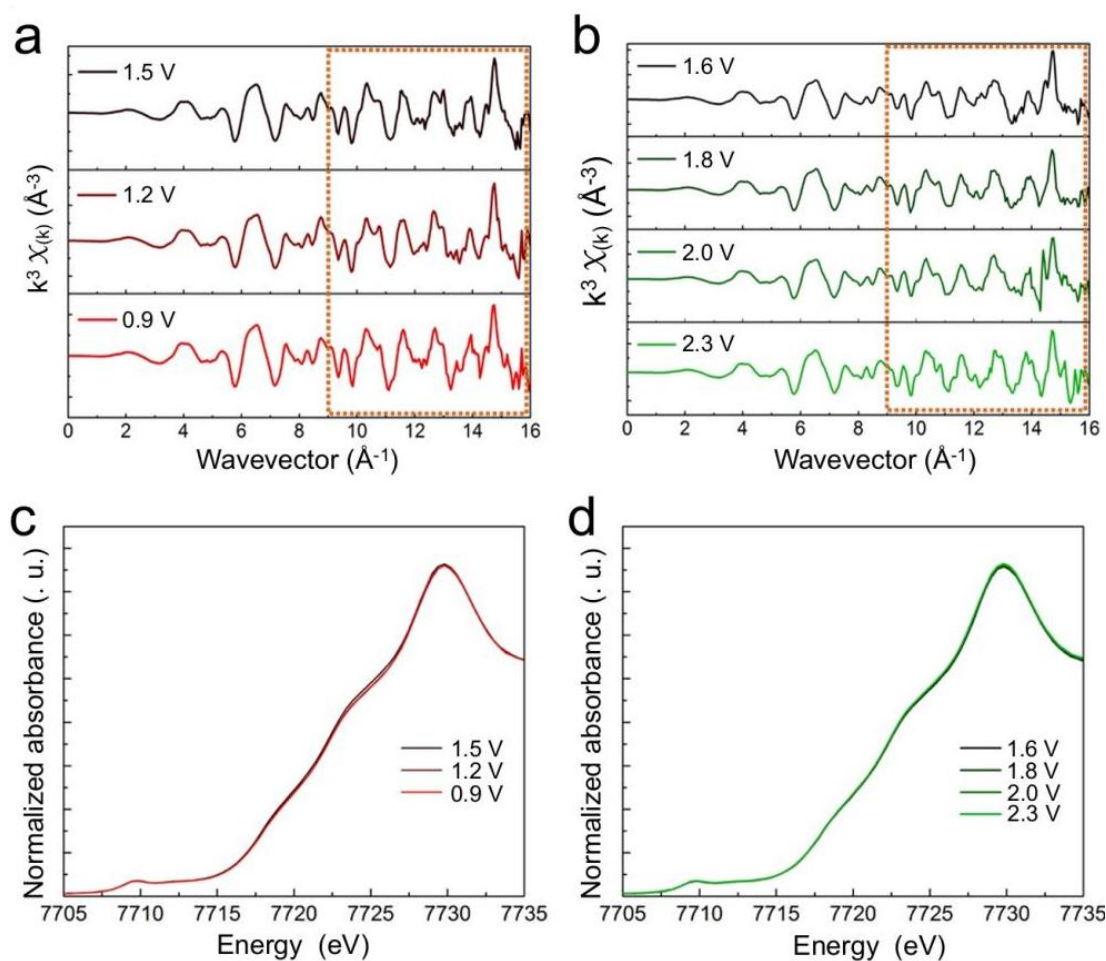 a
1.5 V
1.2 V
0.9 V
k³ χ(k) (Å-³)
0 2 4 6 8 10 12 14 16
Wavevector (Å-¹)
b
1.6 V
1.8 V
2.0 V
2.3 V
k³ χ(k) (Å-³)
0 2 4 6 8 10 12 14 16
Wavevector (Å-¹)
c
Normalized absorbance (. u.)
1.5 V
1.2 V
0.9 V
7705 7710 7720 7725 7730 7735
Energy (eV)
d
Normalized absorbance (. u.)
1.6 V
1.8 V
2.0 V
2.3 V
7705 7710 7720 7725 7730 7735
Energy (eV)